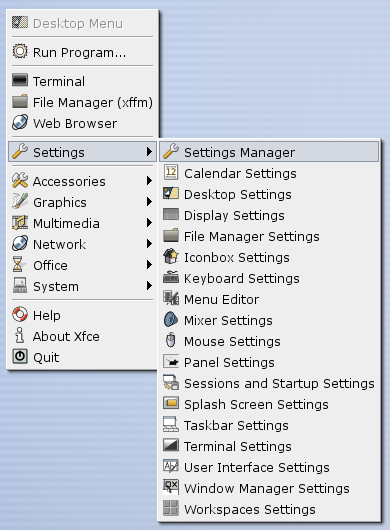 Desktop Menu
Run Program...
Terminal
File Manager (xffm)
Web Browser
Settings
Accessories
Graphics
Multimedia
Network
Office
System
Help
About Xfce
Quit
Settings Manager
12
Calendar Settings
Desktop Settings
Display Settings
File Manager Settings
Iconbox Settings
Keyboard Settings
Menu Editor
Mixer Settings
Mouse Settings
Panel Settings
Sessions and Startup Settings
Splash Screen Settings
Taskbar Settings
Terminal Settings
User Interface Settings
Window Manager Settings
Workspaces Settings